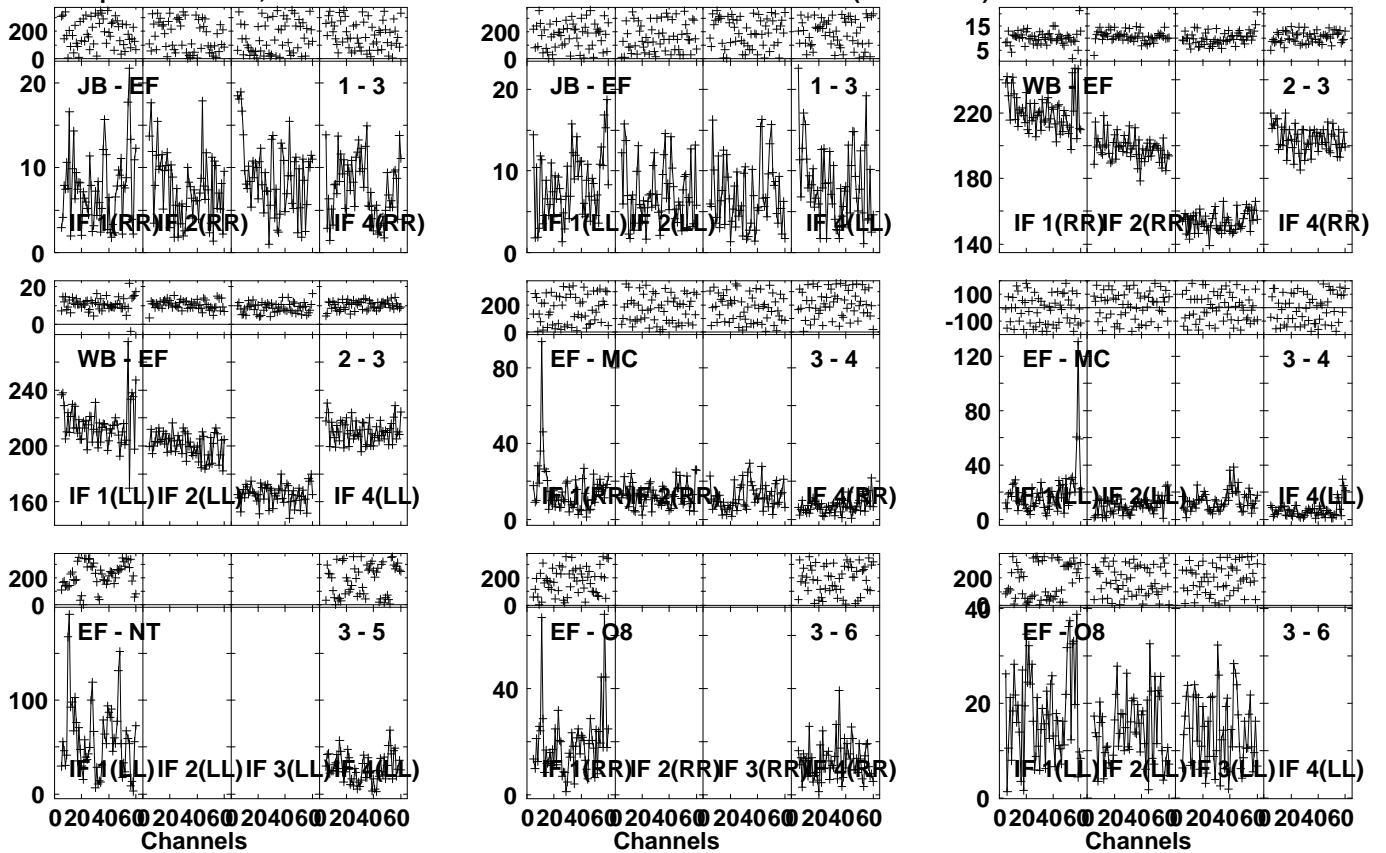 200
0
20
10
0
JB - EF
1 - 3
IF 1(RR)
IF 2(RR)
IF 4(RR)
200
0
20
10
0
JB - EF
1 - 3
IF 1(LL)
IF 2(LL)
IF 4(LL)
15
5
220
180
140
WB - EF
2 - 3
IF 1(RR)
IF 2(RR)
IF 4(RR)
20
0
240
200
160
WB - EF
2 - 3
IF 1(LL)
IF 2(LL)
IF 4(LL)
200
0
80
40
0
EF - MC
3 - 4
IF 1(RR)
IF 2(RR)
IF 4(RR)
100
-100
120
80
40
0
EF - MC
3 - 4
IF 1(LL)
IF 2(LL)
IF 4(LL)
200
0
100
0
EF - NT
3 - 5
IF 1(LL)
IF 2(LL)
IF 3(LL)
IF 4(LL)
0 20 40 60 0 20 40 60 0 20 40 60 0 20 40 60
Channels
200
0
40
0
EF - O8
3 - 6
IF 1(RR)
IF 2(RR)
IF 3(RR)
IF 4(RR)
0 20 40 60 0 20 40 60 0 20 40 60 0 20 40 60
Channels
200
0
40
20
0
EF - O8
3 - 6
IF 1(LL)
IF 2(LL)
IF 3(LL)
IF 4(LL)
0 20 40 60 0 20 40 60 0 20 40 60 0 20 40 60
Channels